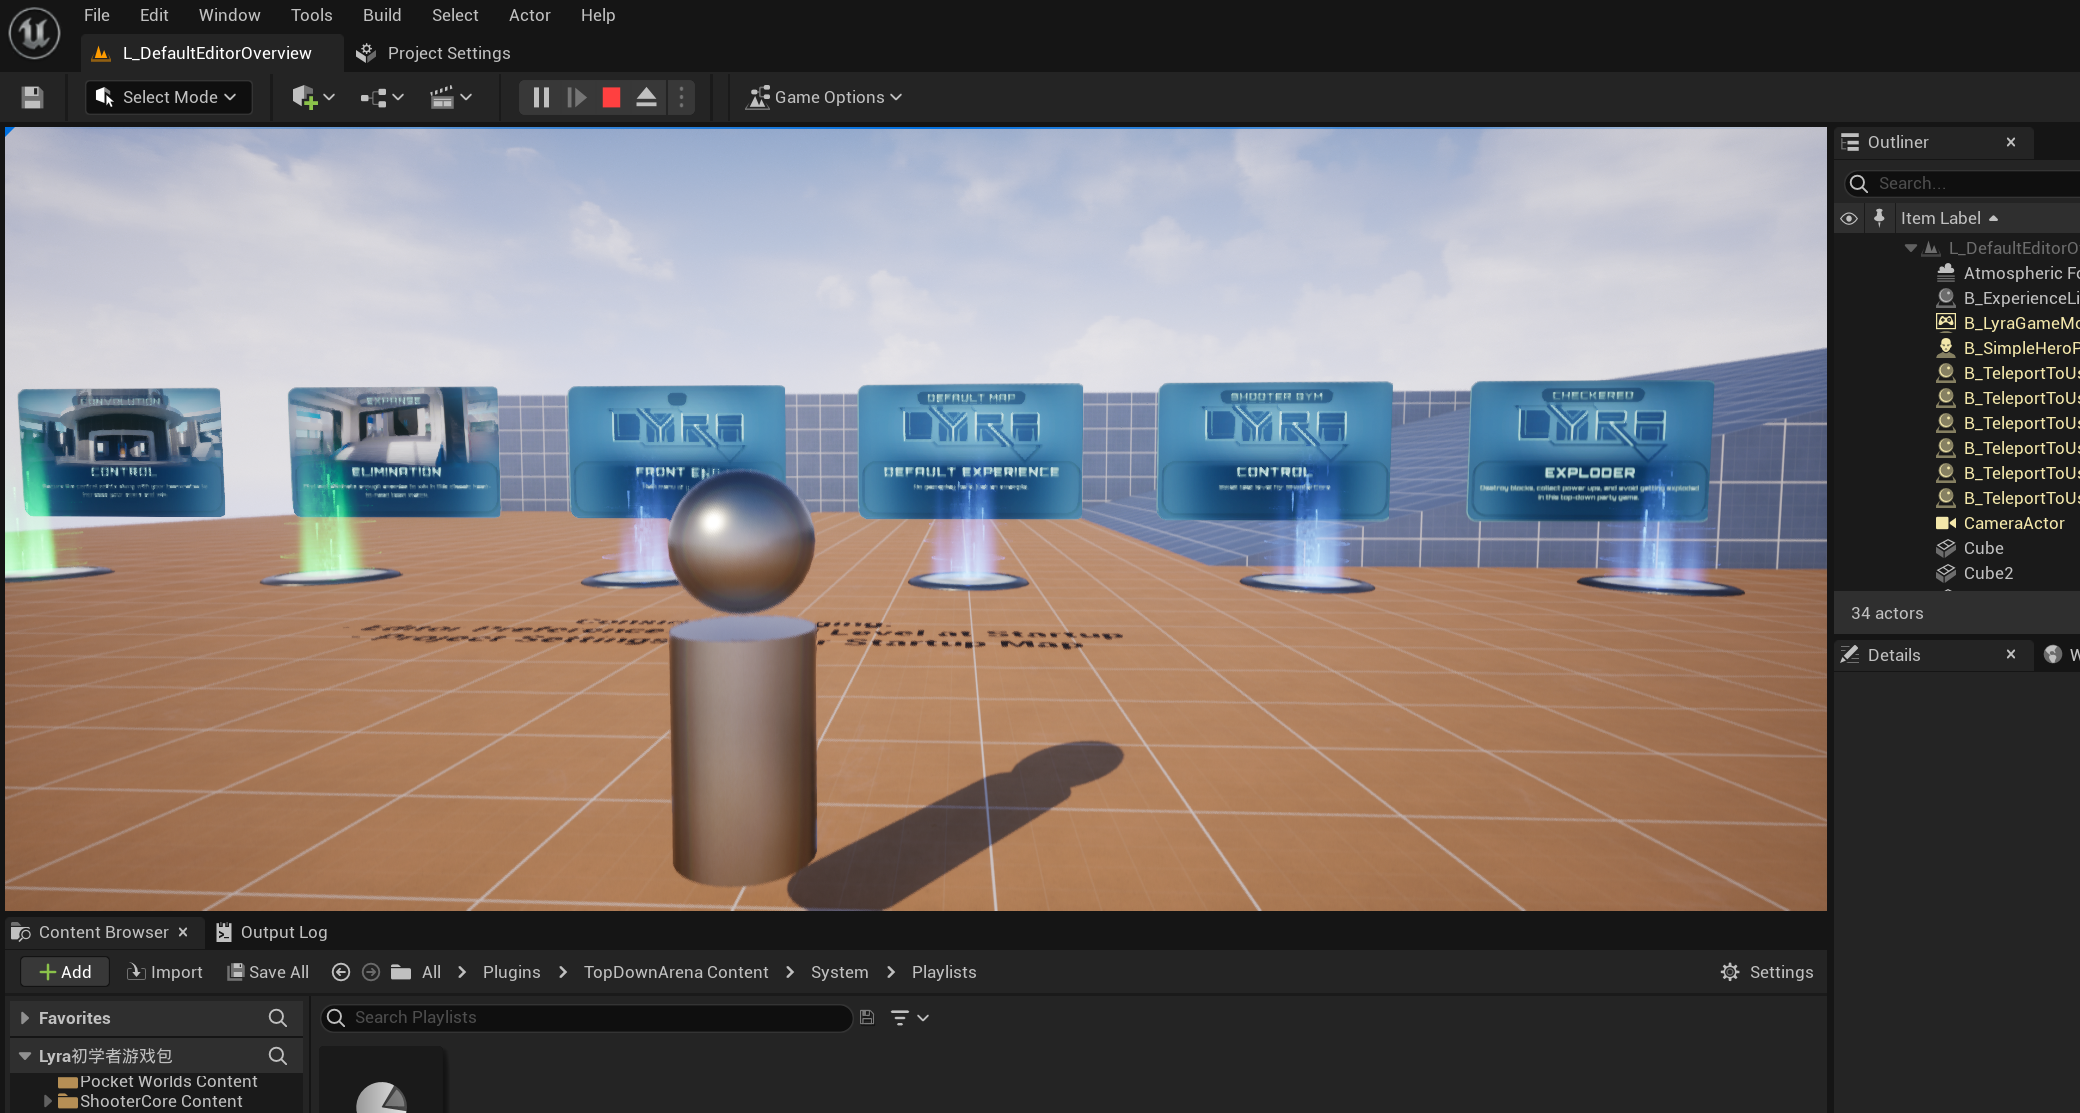 File Edit Window Tools Build Select Actor Help
L_DefaultEditorOverview Project Settings
Select Mode Game Options
CONVOLUTION
CONTROL
EXPANSE
ELIMINATION
LYRA
FRONT END
DEFAULT MAP
LYRA
DEFAULT EXPERIENCE
SHOOTER GYM
LYRA
CONTROL
CHECKERED
LYRA
EXPLODER
Destroy blocks, collect power ups, and avoid getting exploded
in this top-down party game.
Editor Preference Level at Startup
- Project Settings r Startup Map
Outliner
Search...
Item Label
L_DefaultEditorO
Atmospheric Fo
B_ExperienceLi
B_LyraGameMo
B_SimpleHeroP
B_TeleportToUs
B_TeleportToUs
B_TeleportToUs
B_TeleportToUs
B_TeleportToUs
B_TeleportToUs
CameraActor
Cube
Cube2
34 actors
Details W
Content Browser Output Log
Add Import Save All All Plugins TopDownArena Content System Playlists Settings
Favorites
Search Playlists
Lyra初学者游戏包
Pocket Worlds Content
ShooterCore Content